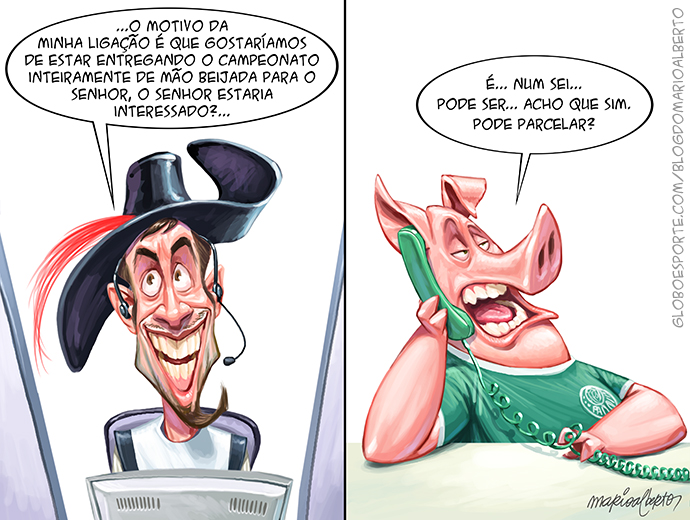 ...O MOTIVO DA
MINHA LIGAÇÃO É QUE GOSTARÍAMOS
DE ESTAR ENTREGANDO O CAMPEONATO
INTEIRAMENTE DE MÃO BEIJADA PARA O
SENHOR, O SENHOR ESTARIA
INTERESSADO?...
É... NUM SEI...
PODE SER... ACHO QUE SIM.
PODE PARCELAR?
GLOBOESPORTE.COM/BLOGDOMARIOALBERTO
marioalberto